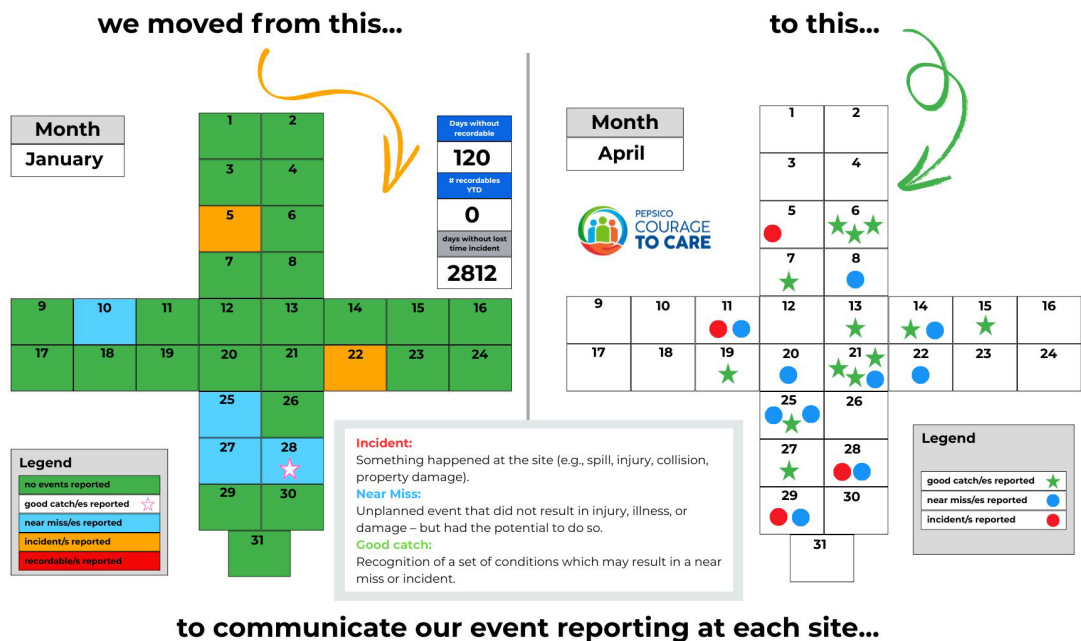 we moved from this...
to this...
Month
January
1 2
3 4
5 6
7 8
9 10 11 12 13 14 15 16
17 18 19 20 21 22 23 24
25 26
27 28
29 30
31
Days without
recordable
120
# recordables
YTD
0
days without lost
time incident
2812
Legend
no events reported
good catch/es reported
near miss/es reported
incident/s reported
recordable/s reported
Month
April
PEPSICO
COURAGE
TO CARE
1 2
3 4
5 6
7 8
9 10 11 12 13 14 15 16
17 18 19 20 21 22 23 24
25 26
27 28
29 30
31
Legend
good catch/es reported
near miss/es reported
incident/s reported
Incident:
Something happened at the site (e.g., spill, injury, collision,
property damage).
Near Miss:
Unplanned event that did not result in injury, illness, or
damage – but had the potential to do so.
Good catch:
Recognition of a set of conditions which may result in a near
miss or incident.
to communicate our event reporting at each site...